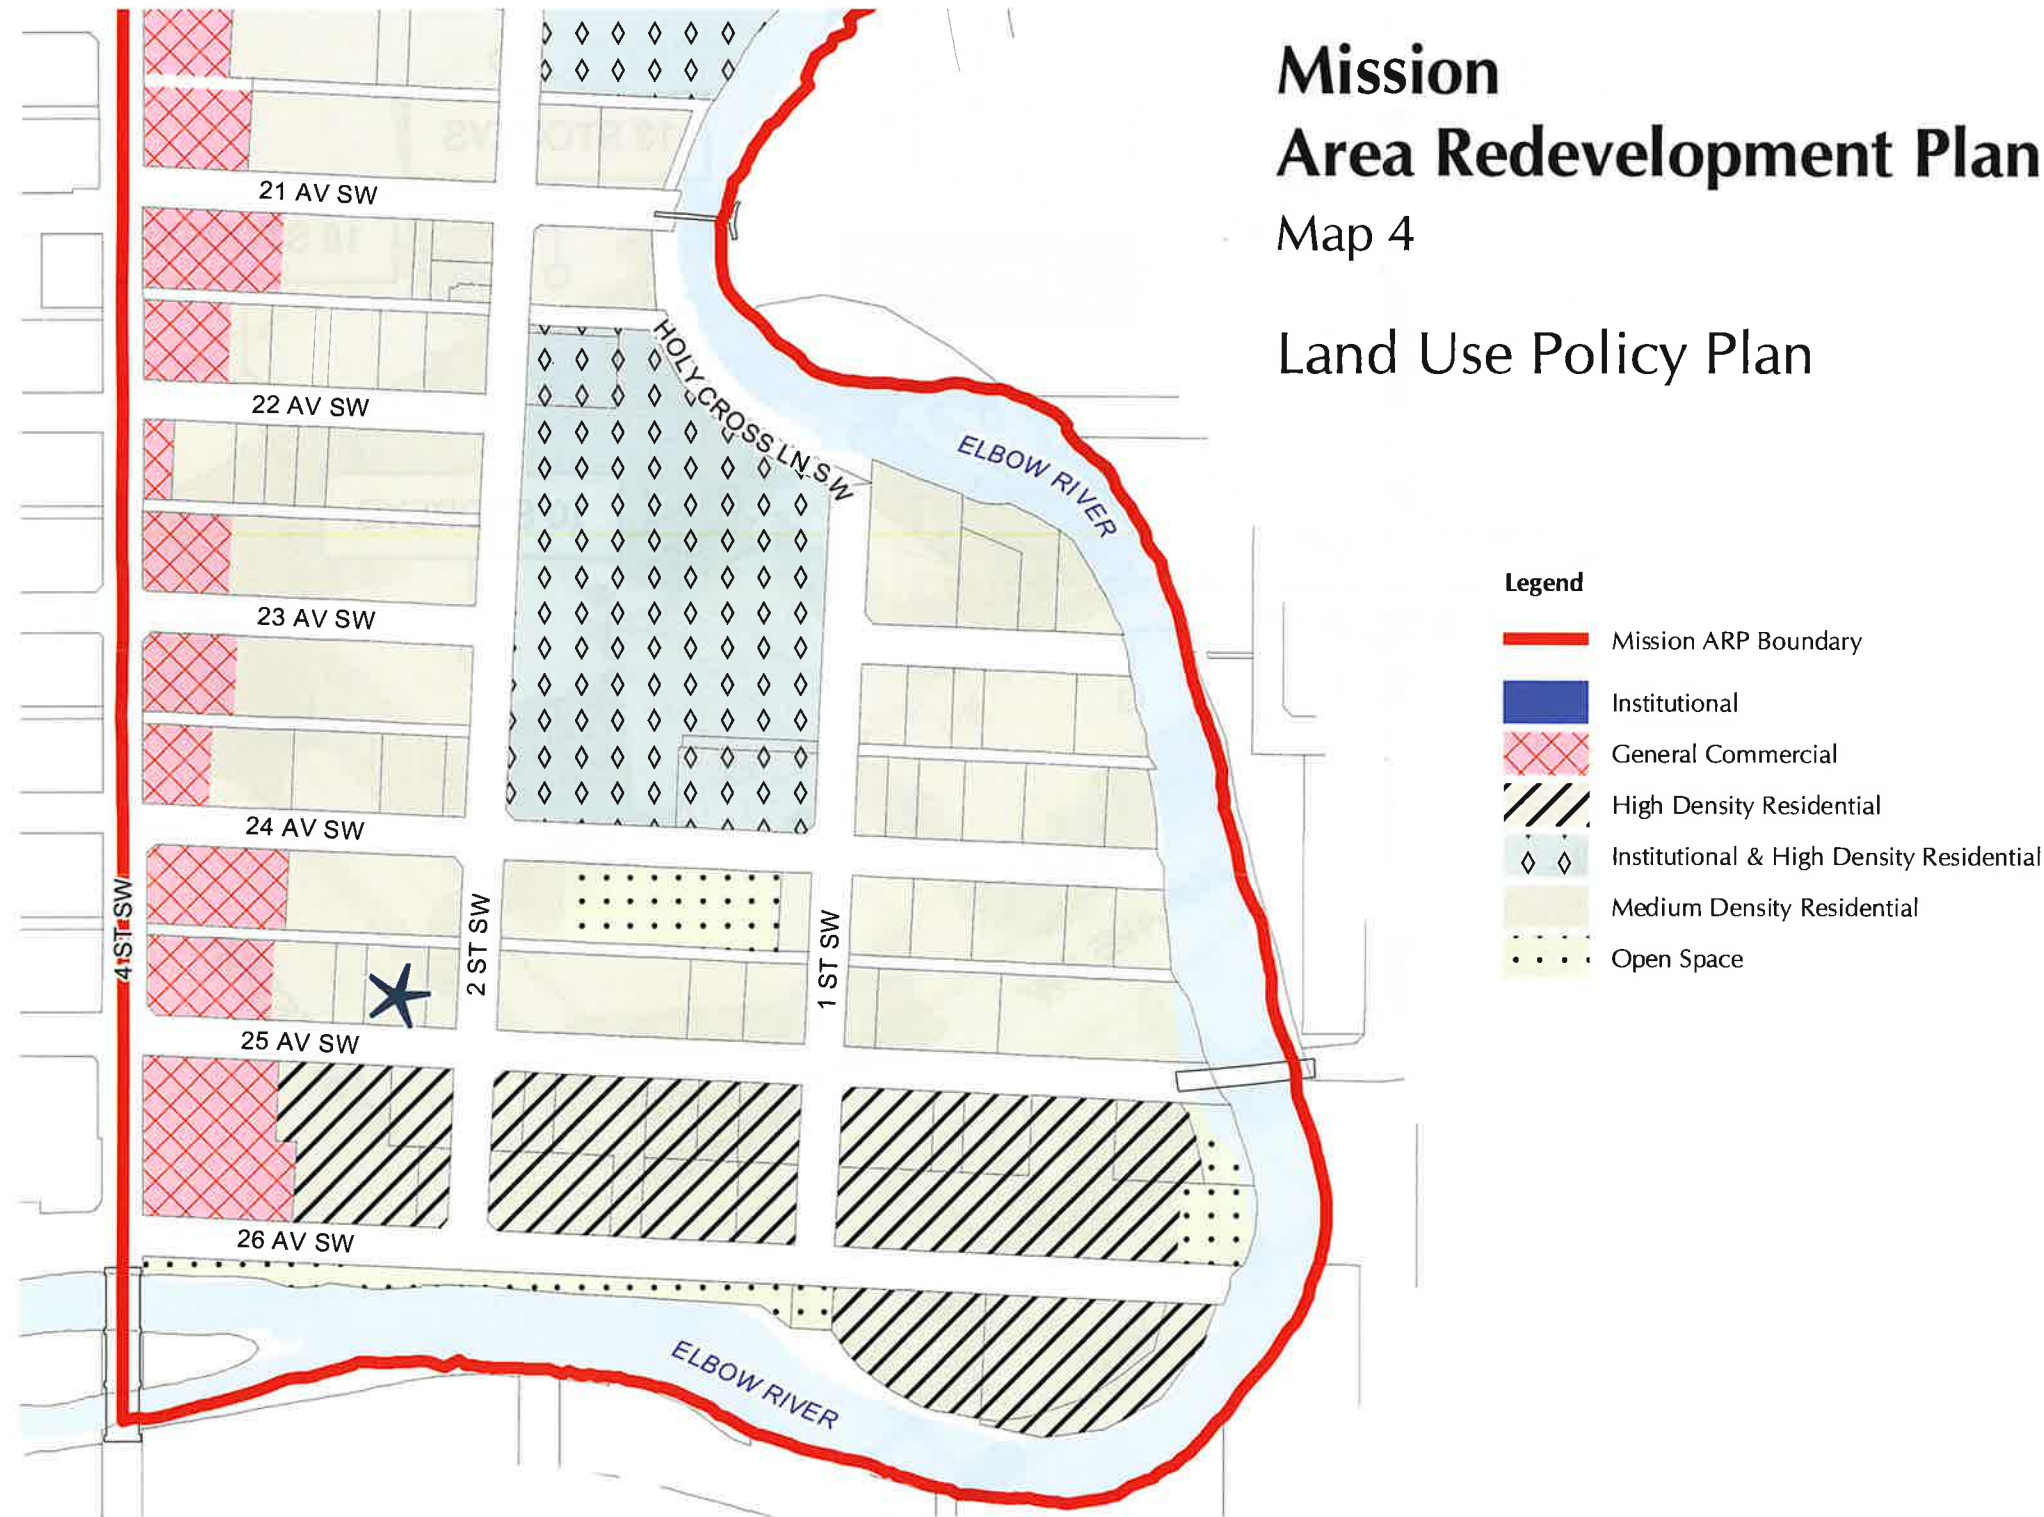 Mission
Area Redevelopment Plan
Map 4
Land Use Policy Plan
21 AV SW
HOLY CROSS LN SW
22 AV SW
ELBOW RIVER
23 AV SW
24 AV SW
4 ST SW
2 ST SW
1 ST SW
25 AV SW
26 AV SW
ELBOW RIVER
Legend
Mission ARP Boundary
Institutional
General Commercial
High Density Residential
Institutional & High Density Residential
Medium Density Residential
Open Space